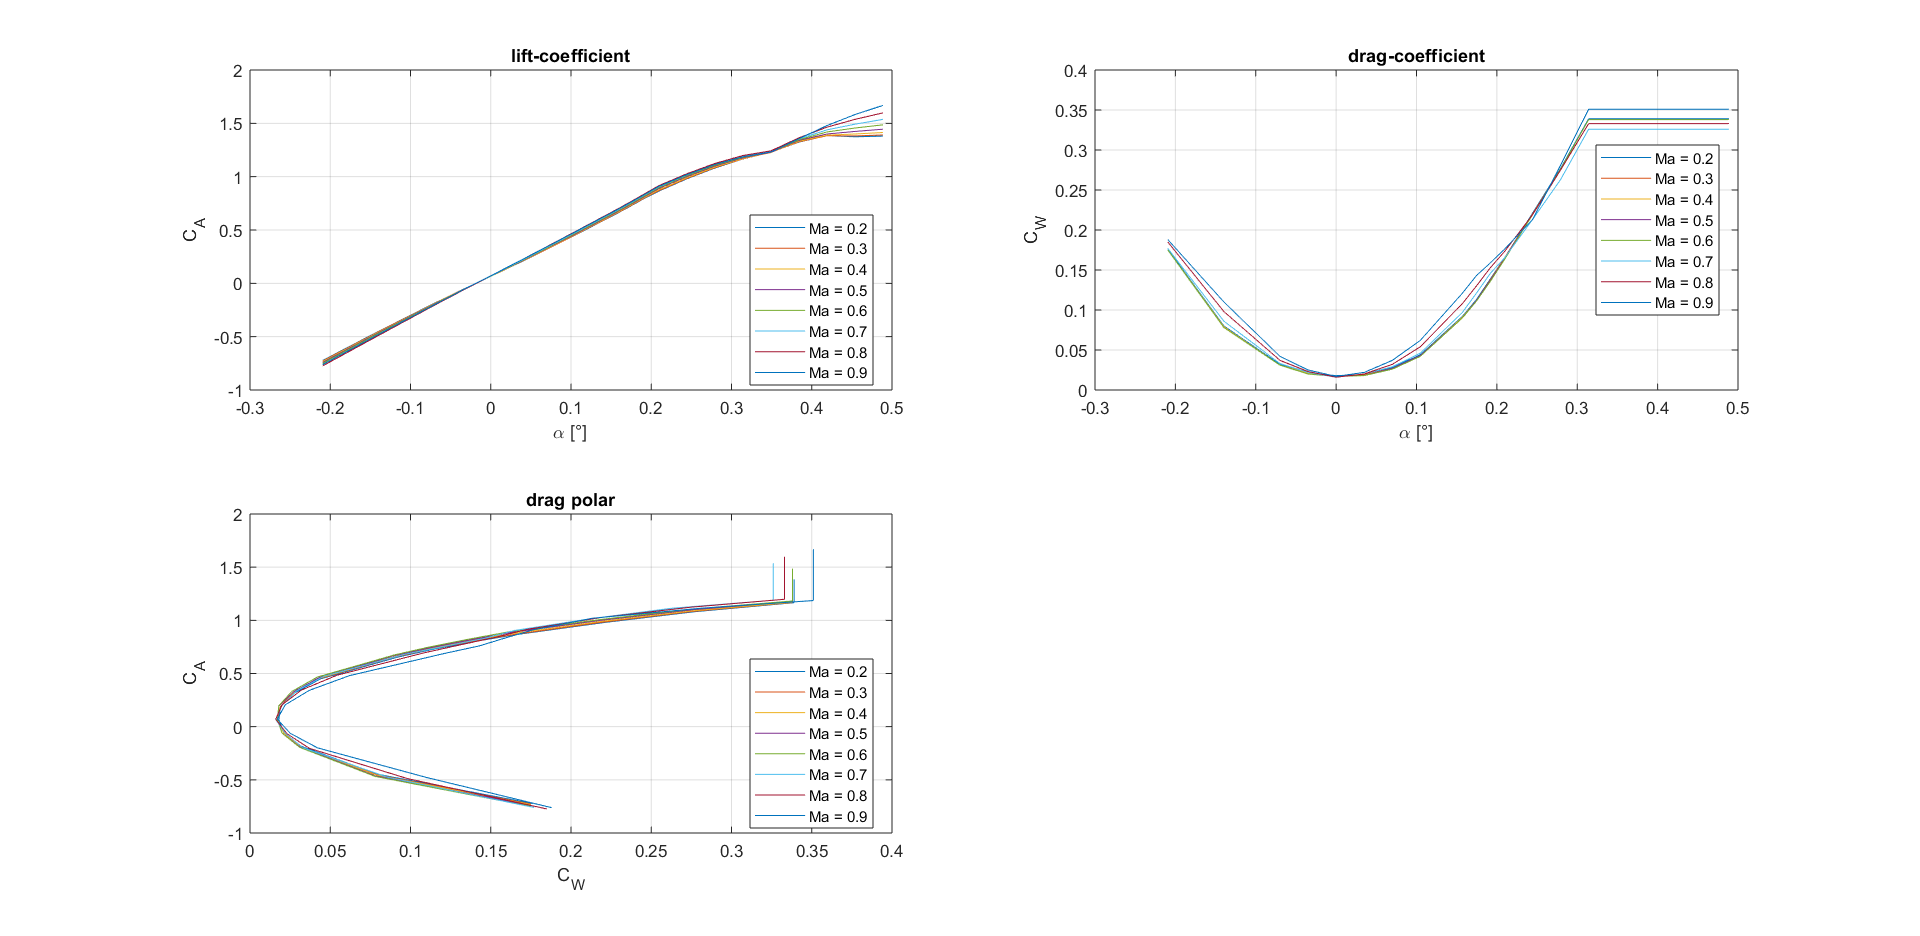 lift-coefficient
2
1.5
1
0.5
0
-0.5
-1
C_A
-0.3 -0.2 -0.1 0 0.1 0.2 0.3 0.4 0.5
α [°]
Ma = 0.2
Ma = 0.3
Ma = 0.4
Ma = 0.5
Ma = 0.6
Ma = 0.7
Ma = 0.8
Ma = 0.9
drag-coefficient
0.4
0.35
0.3
0.25
0.2
0.15
0.1
0.05
0
C_W
-0.3 -0.2 -0.1 0 0.1 0.2 0.3 0.4 0.5
α [°]
Ma = 0.2
Ma = 0.3
Ma = 0.4
Ma = 0.5
Ma = 0.6
Ma = 0.7
Ma = 0.8
Ma = 0.9
drag polar
2
1.5
1
0.5
0
-0.5
-1
C_A
0 0.05 0.1 0.15 0.2 0.25 0.3 0.35 0.4
C_W
Ma = 0.2
Ma = 0.3
Ma = 0.4
Ma = 0.5
Ma = 0.6
Ma = 0.7
Ma = 0.8
Ma = 0.9